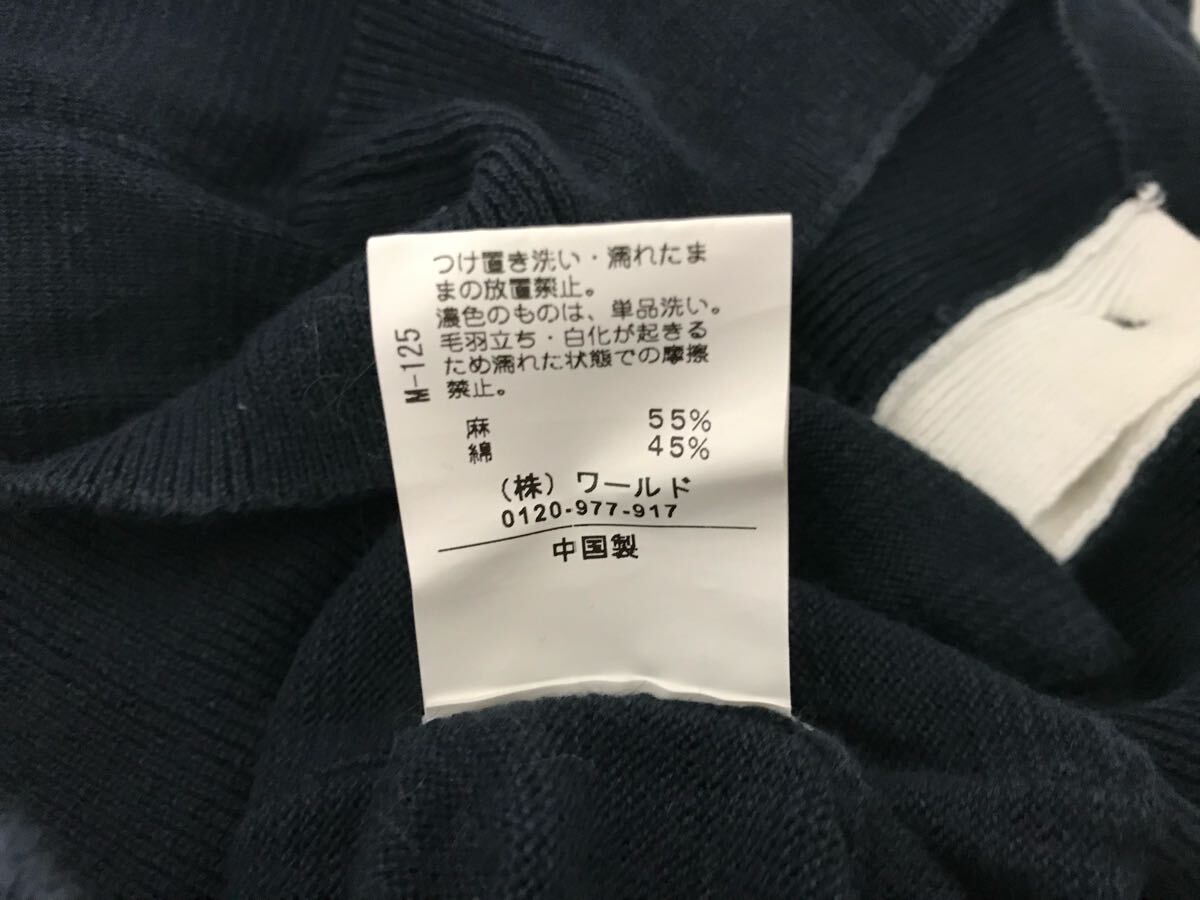 つけ置き洗い・濡れたま
まの放置禁止。
濃色のものは、単品洗い。
毛羽立ち・白化が起きる
ため濡れた状態での摩擦
禁止。
M-125
麻 55%
綿 45%
(株)ワールド
0120-977-917
中国製